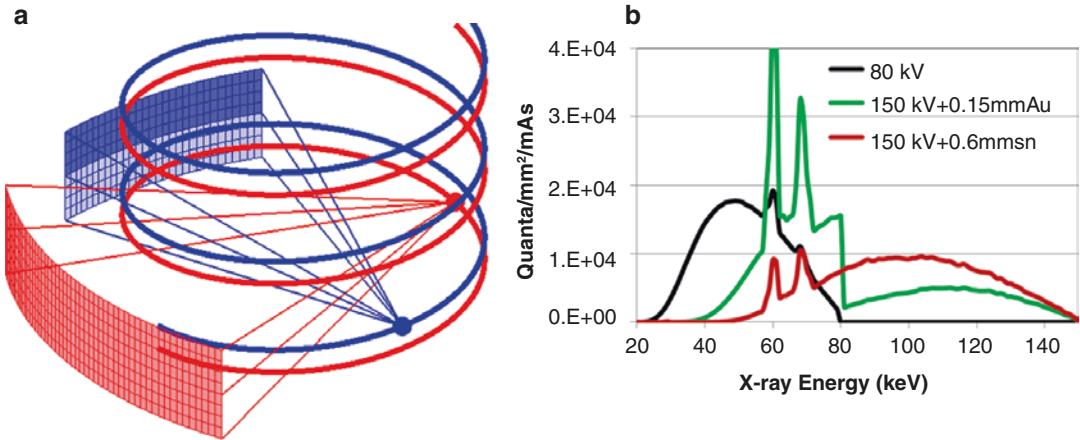 a
b
4.E+04
3.E+04
2.E+04
1.E+04
0.E+00
Quanta/mm²/mAs
80 kV
150 kV+0.15mmAu
150 kV+0.6mmsn
20 40 60 80 100 120 140
X-ray Energy (keV)